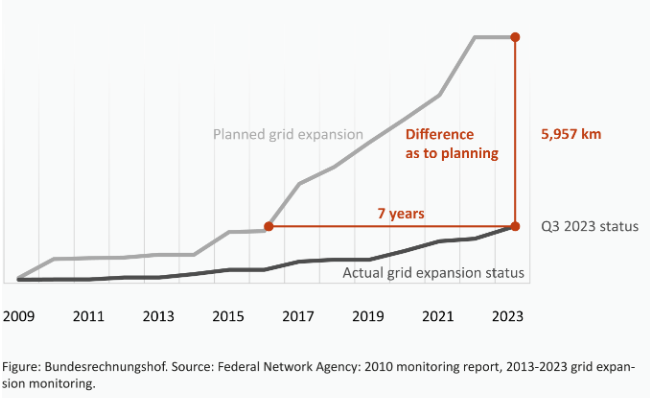 Planned grid expansion
Difference
as to planning
5,957 km
7 years
Q3 2023 status
Actual grid expansion status
2009 2011 2013 2015 2017 2019 2021 2023
Figure: Bundesrechnungshof. Source: Federal Network Agency: 2010 monitoring report, 2013-2023 grid expan-
sion monitoring.